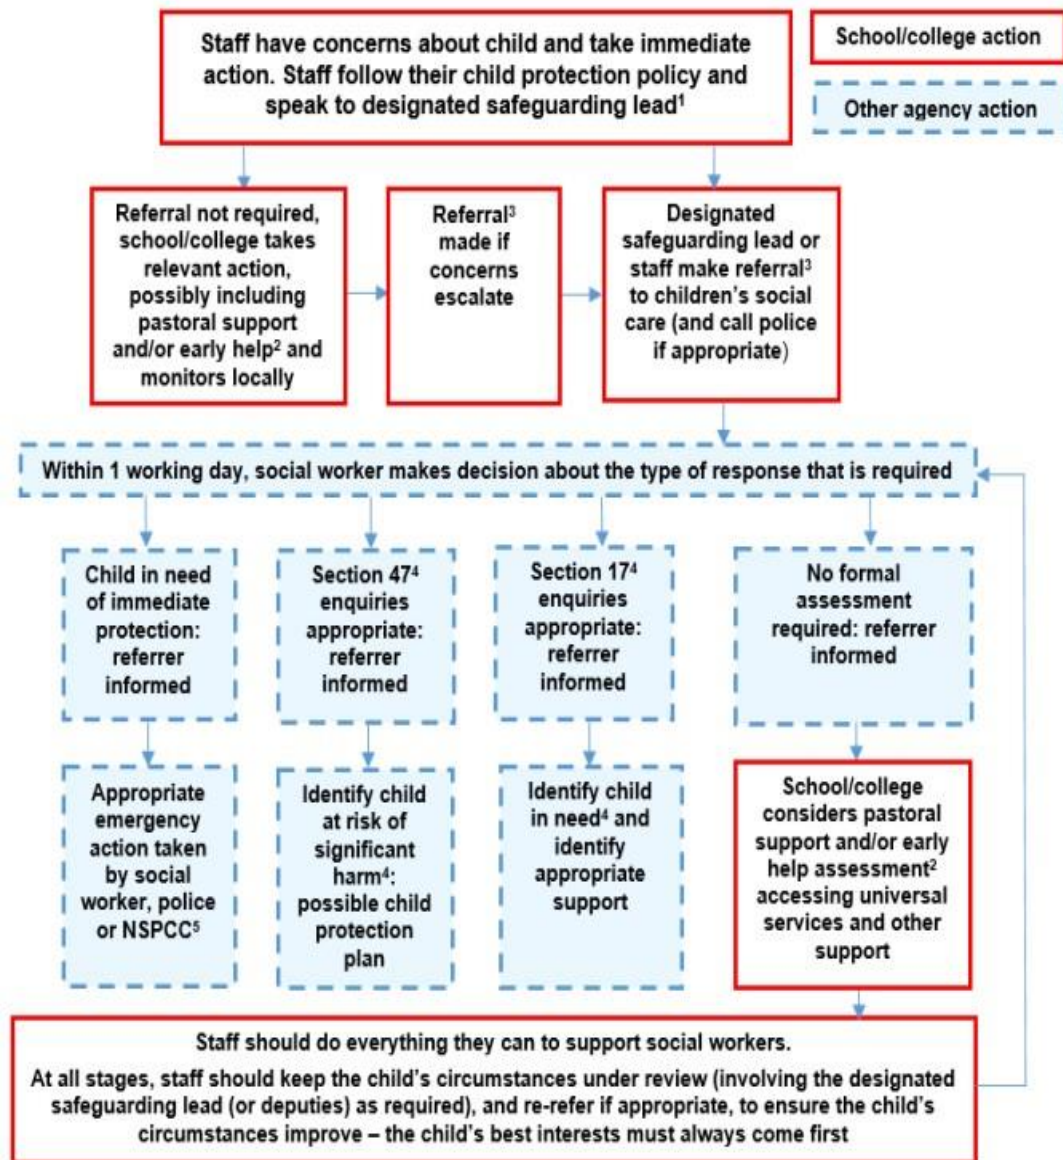 Staff have concerns about child and take immediate
action. Staff follow their child protection policy and
speak to designated safeguarding lead¹
School/college action
Other agency action
Referral not required,
school/college takes
relevant action,
possibly including
pastoral support
and/or early help² and
monitors locally
Referral³
made if
concerns
escalate
Designated
safeguarding lead or
staff make referral³
to children's social
care (and call police
if appropriate)
Within 1 working day, social worker makes decision about the type of response that is required
Child in need
of immediate
protection:
referrer
informed
Section 47⁴
enquiries
appropriate:
referrer
informed
Section 17⁴
enquiries
appropriate:
referrer
informed
No formal
assessment
required: referrer
informed
Appropriate
emergency
action taken
by social
worker, police
or NSPCC⁵
Identify child
at risk of
significant
harm⁴:
possible child
protection
plan
Identify child
in need⁴ and
identify
appropriate
support
School/college
considers pastoral
support and/or early
help assessment²
accessing universal
services and other
support
Staff should do everything they can to support social workers.
At all stages, staff should keep the child's circumstances under review (involving the designated
safeguarding lead (or deputies) as required), and re-refer if appropriate, to ensure the child's
circumstances improve – the child's best interests must always come first